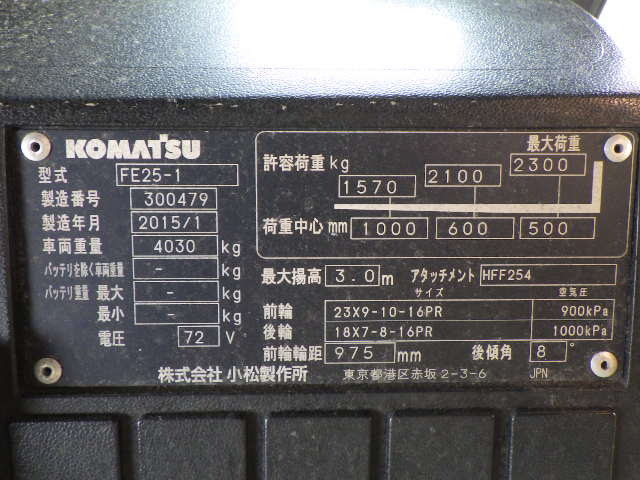 KOMATSU
型式 FE25-1
製造番号 300479
製造年月 2015/1
車両重量 4030 kg
バッテリを除く車両重量 - kg
バッテリ重量 最大 - kg
最小 - kg
電圧 72 V
最大荷重
許容荷重 kg 1570 2100 2300
荷重中心 mm 1000 600 500
最大揚高 3.0 m アタッチメント HFF254
サイズ 空気圧
前輪 23X9-10-16PR 900kPa
後輪 18X7-8-16PR 1000kPa
前輪輪距 975 mm 後傾角 8°
株式会社 小松製作所 東京都港区赤坂 2-3-6 JPN